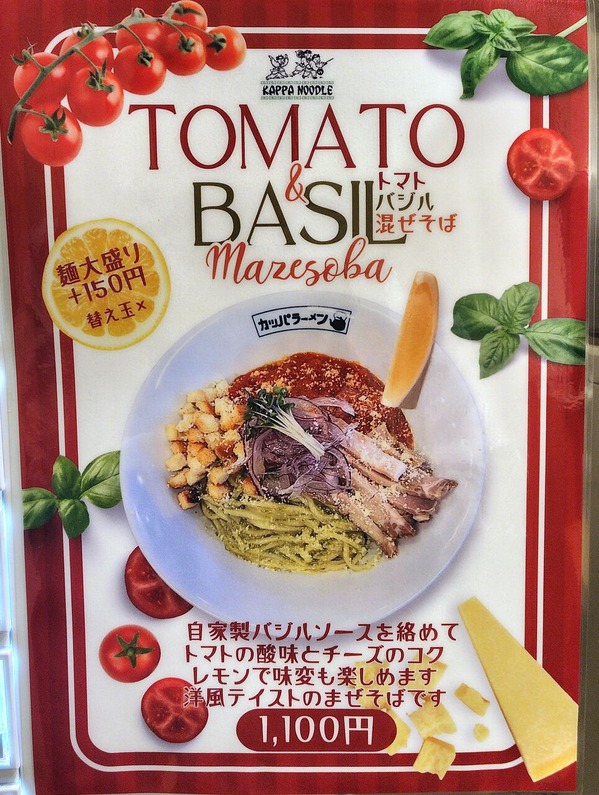 KAPPA NOODLE
TOMATO
&
BASIL
トマト
バジル
混ぜそば
Mazesoba
麺大盛り
+150円
替え玉×
カッパラーメン
自家製バジルソースを絡めて
トマトの酸味とチーズのコク
レモンで味変も楽しめます
洋風テイストのまぜそばです
1,100円